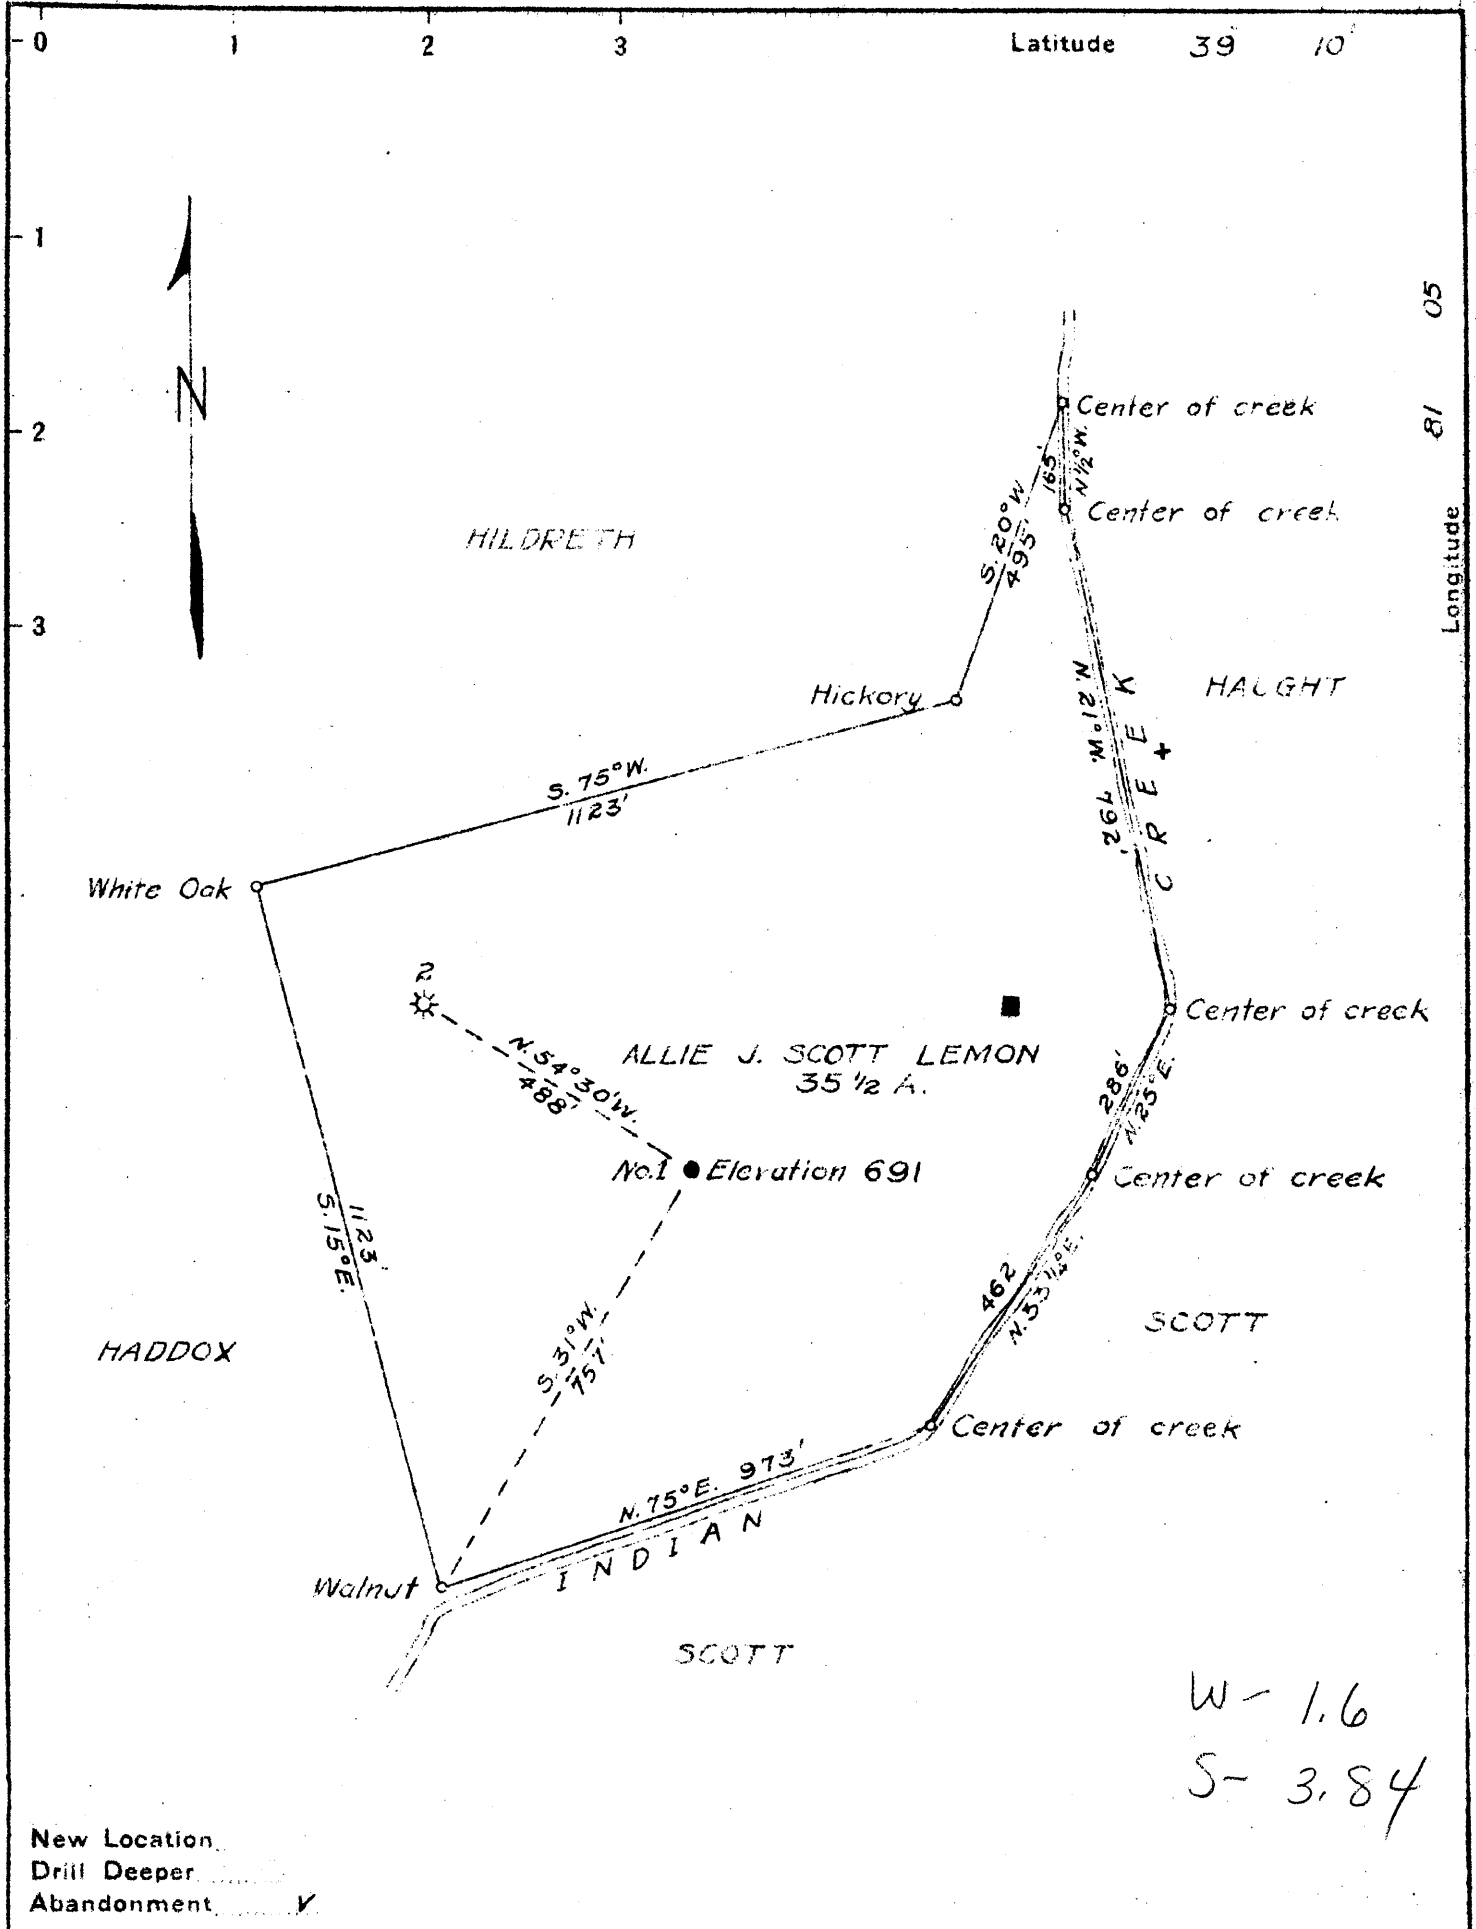 0 1 2 3 Latitude 39° 10'
1
2
3
Longitude 81 05
N
Center of creek
165'
N 1/2° W.
Center of creek
S. 20° W
495'
HILDRETH
HALGHT
Hickory
N. 21° W. 792'
CREEK
S. 75° W.
1123'
White Oak
2
Center of creek
N. 54° 30' W.
488'
ALLIE J. SCOTT LEMON
35 1/2 A.
286'
N. 25° E.
No.1 Elevation 691
Center of creek
1123'
S. 15° E.
462
N. 33 1/4° E.
SCOTT
HADDOX
S. 31° W.
757'
Center of creek
N. 75° E. 973'
INDIAN
Walnut
SCOTT
W - 1.6
S - 3.84
New Location
Drill Deeper
Abandonment ✓